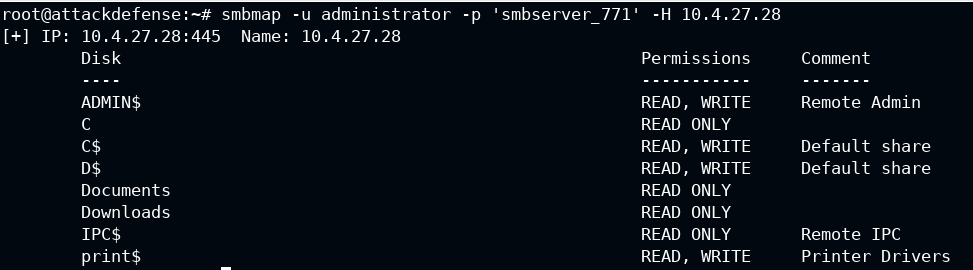 root@attackdefense:~# smbmap -u administrator -p 'smbserver_771' -H 10.4.27.28
[+] IP: 10.4.27.28:445  Name: 10.4.27.28
        Disk                                                    Permissions     Comment
        ----                                                    -----------     -------
        ADMIN$                                                  READ, WRITE     Remote Admin
        C                                                       READ ONLY
        C$                                                      READ, WRITE     Default share
        D$                                                      READ, WRITE     Default share
        Documents                                               READ ONLY
        Downloads                                               READ ONLY
        IPC$                                                    READ ONLY       Remote IPC
        print$                                                  READ, WRITE     Printer Drivers